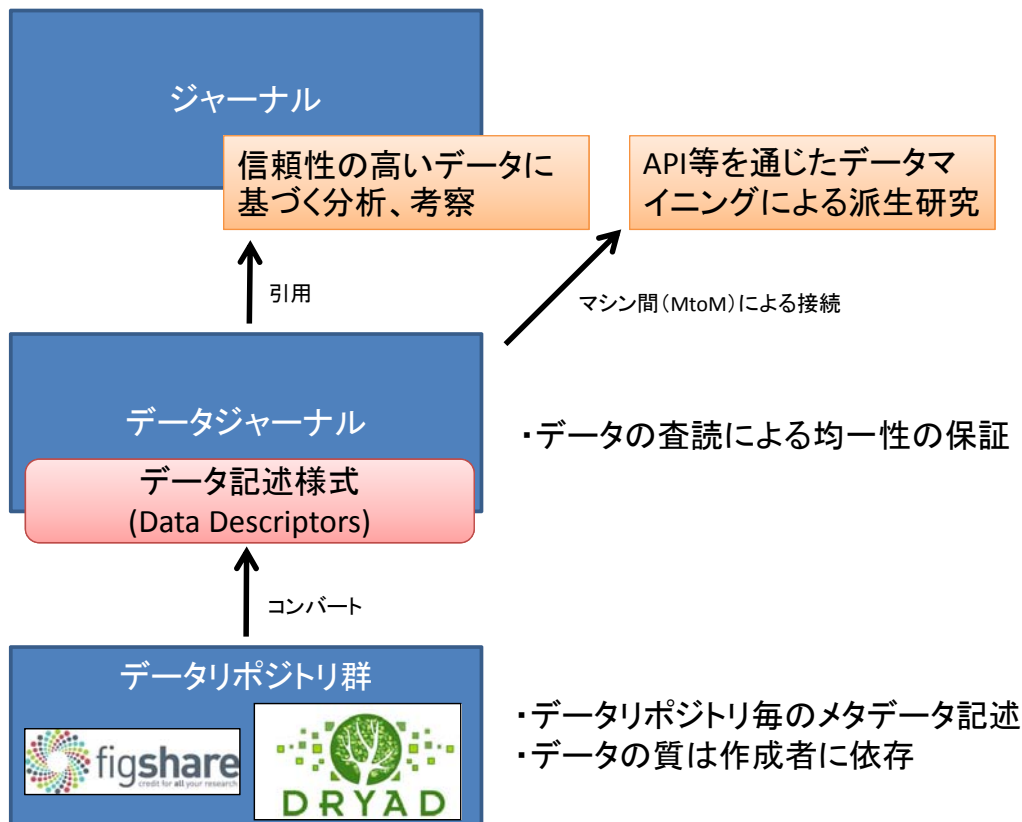 ジャーナル
信頼性の高いデータに
基づく分析、考察
API等を通じたデータマ
イニングによる派生研究
引用
マシン間(MtoM)による接続
データジャーナル
・データの査読による均一性の保証
データ記述様式
(Data Descriptors)
コンバート
データリポジトリ群
figshare
credit for all your research
DRYAD
・データリポジトリ毎のメタデータ記述
・データの質は作成者に依存